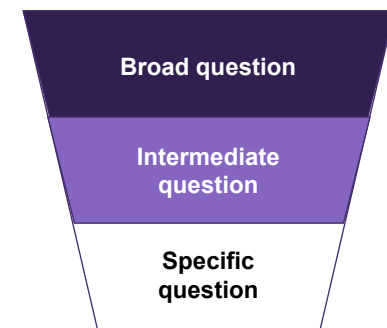 Broad question
Intermediate
question
Specific
question